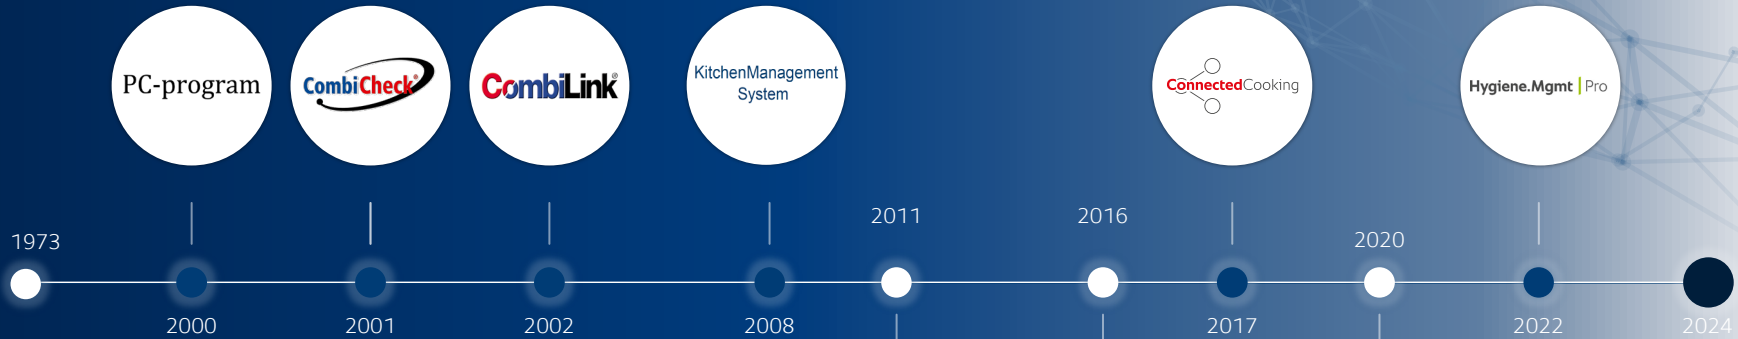 PC-program
CombiCheck®
CombiLink®
KitchenManagement
System
ConnectedCooking
Hygiene.Mgmt | Pro
1973
2011
2016
2020
2000
2001
2002
2008
2017
2022
2024